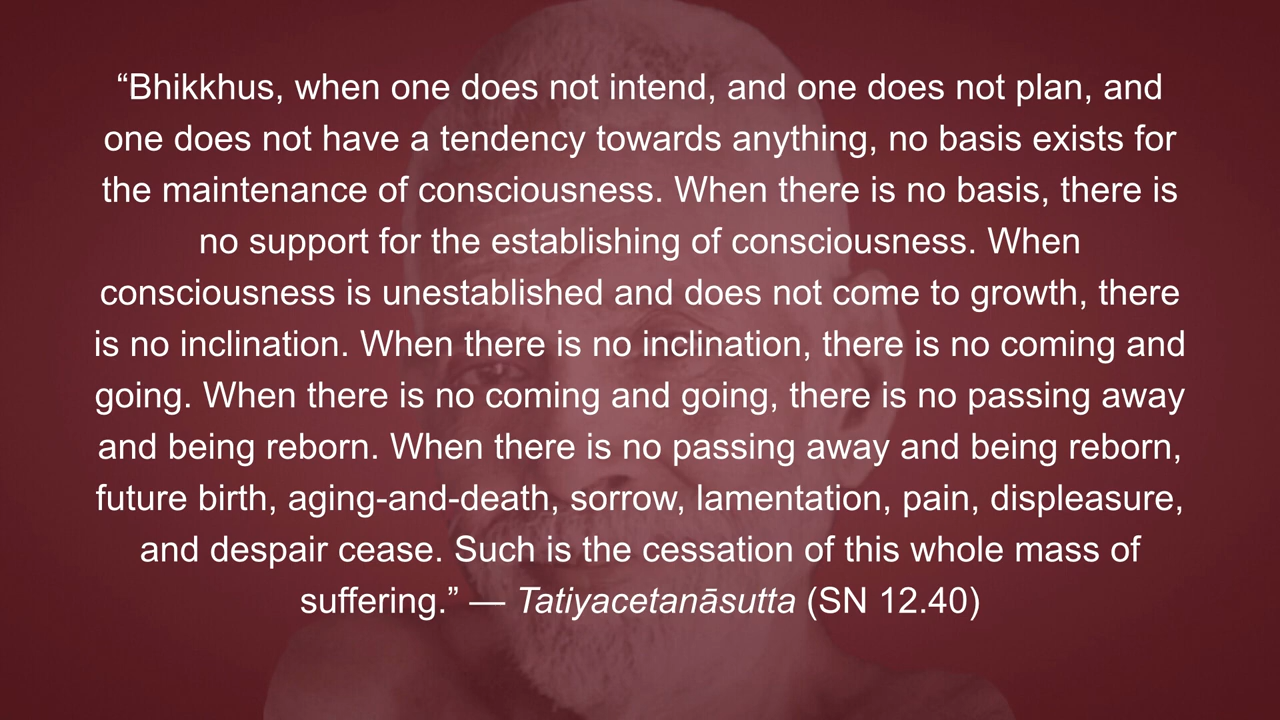 “Bhikkhus, when one does not intend, and one does not plan, and
one does not have a tendency towards anything, no basis exists for
the maintenance of consciousness. When there is no basis, there is
no support for the establishing of consciousness. When
consciousness is unestablished and does not come to growth, there
is no inclination. When there is no inclination, there is no coming and
going. When there is no coming and going, there is no passing away
and being reborn. When there is no passing away and being reborn,
future birth, aging-and-death, sorrow, lamentation, pain, displeasure,
and despair cease. Such is the cessation of this whole mass of
suffering.” — Tatiyacetanāsutta (SN 12.40)